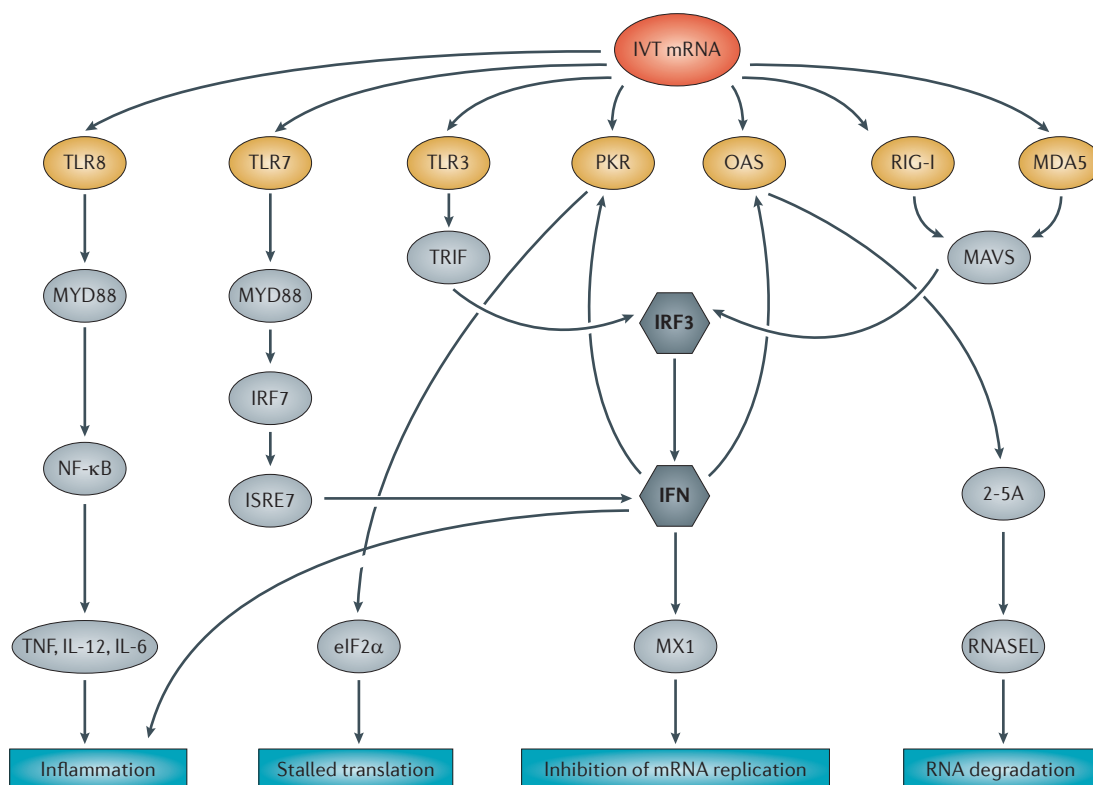 IVT mRNA
TLR8
TLR7
TLR3
PKR
OAS
RIG-I
MDA5
TRIF
MAVS
MYD88
MYD88
IRF3
IRF7
NF-κB
ISRE7
IFN
2-5A
TNF, IL-12, IL-6
eIF2α
MX1
RNASEL
Inflammation
Stalled translation
Inhibition of mRNA replication
RNA degradation